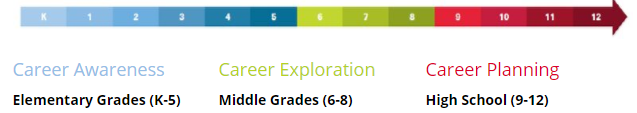 K 1 2 3 4 5 6 7 8 9 10 11 12
Career Awareness Career Exploration Career Planning
Elementary Grades (K-5) Middle Grades (6-8) High School (9-12)